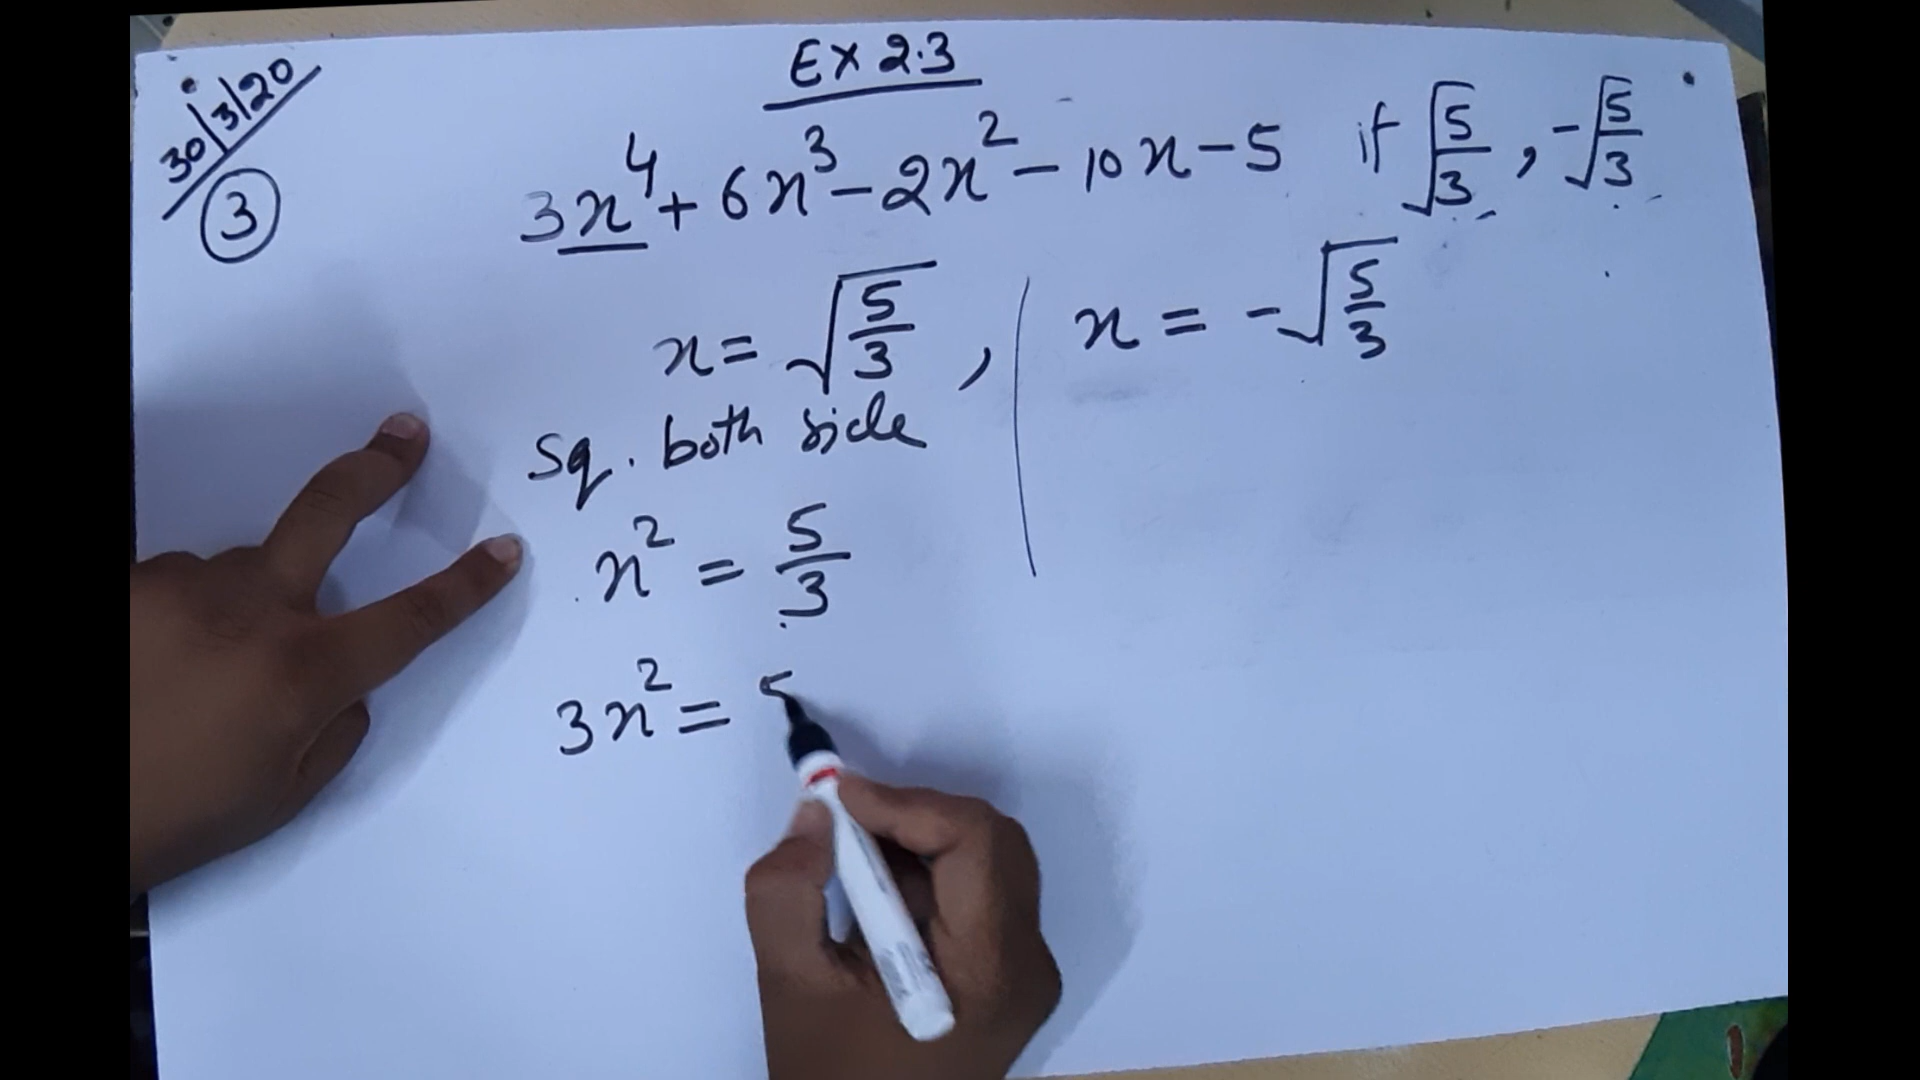 30/3/20
EX 2.3
③
3x⁴ + 6x³ - 2x² - 10x - 5 if √5/3 , -√5/3
x = √5/3 , x = -√5/3
Sq. both side
x² = 5/3
3x² = 5